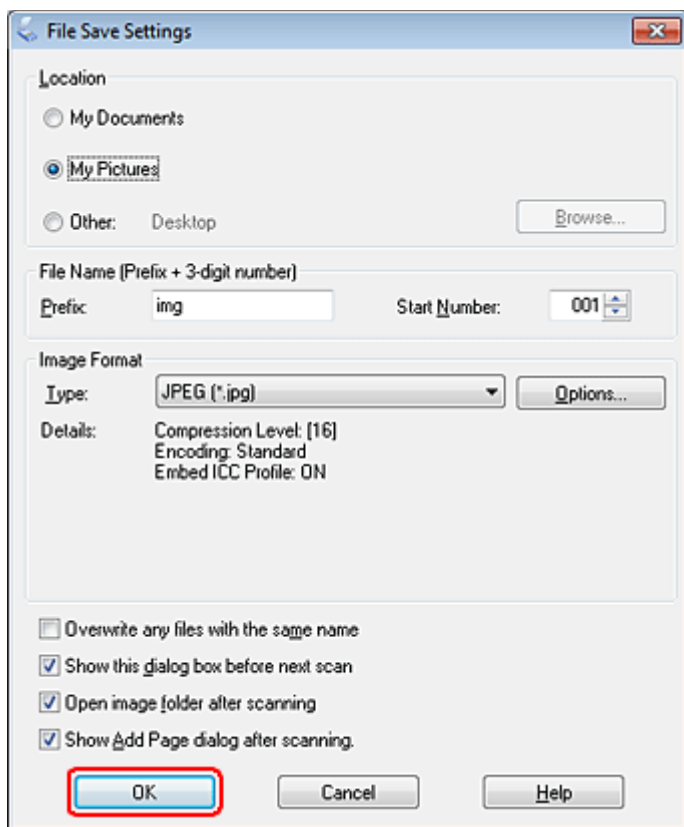 File Save Settings
Location
My Documents
My Pictures
Other: Desktop Browse...
File Name (Prefix + 3-digit number)
Prefix: img Start Number: 001
Image Format
Type: JPEG (*.jpg) Options...
Details: Compression Level: [16]
Encoding: Standard
Embed ICC Profile: ON
Overwrite any files with the same name
Show this dialog box before next scan
Open image folder after scanning
Show Add Page dialog after scanning.
OK Cancel Help